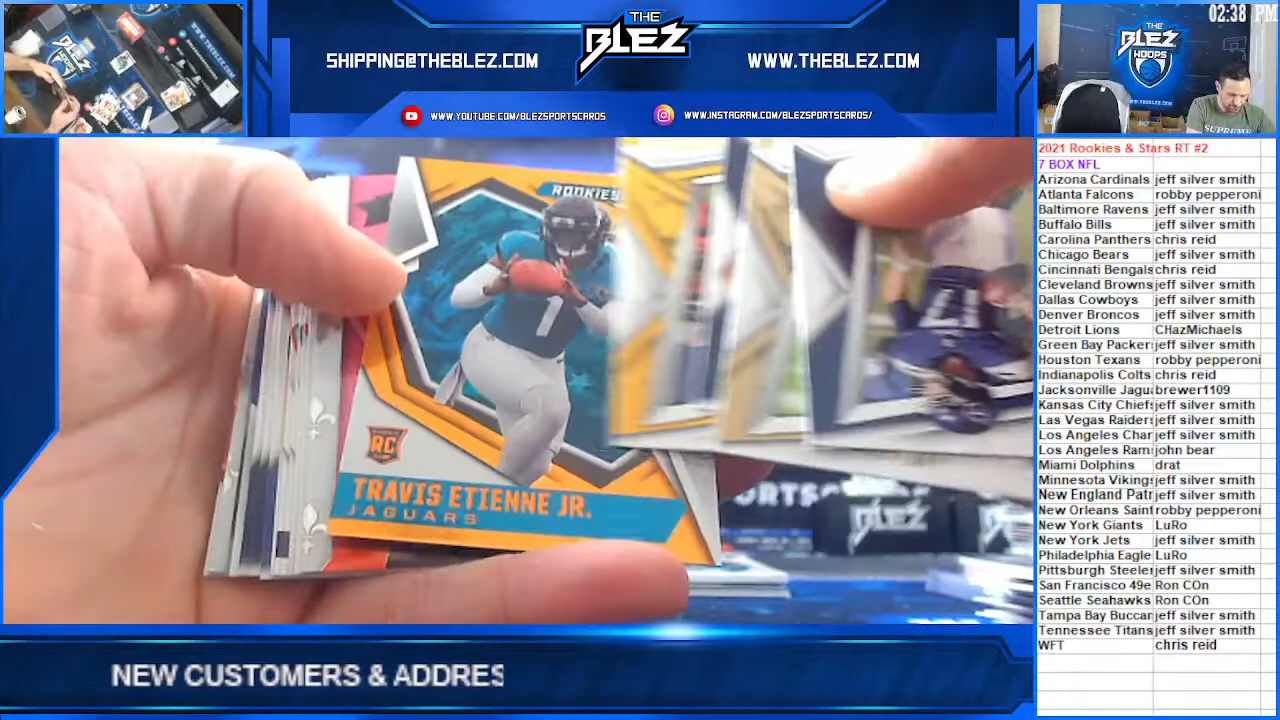 02:38 PM
THE
BLEZ
SHIPPING@THEBLEZ.COM
WWW.THEBLEZ.COM
WWW.YOUTUBE.COM/BLEZSPORTSCARDS
WWW.INSTAGRAM.COM/BLEZSPORTSCARDS/
THE
BLEZ
HOOPS
SUPREME
ROOKIES
1
RC
TRAVIS ETIENNE JR.
JAGUARS
17
BLEZ
NEW CUSTOMERS & ADDRES
2021 Rookies & Stars RT #2
7 BOX NFL
Arizona Cardinals jeff silver smith
Atlanta Falcons robby pepperoni
Baltimore Ravens jeff silver smith
Buffalo Bills jeff silver smith
Carolina Panthers chris reid
Chicago Bears jeff silver smith
Cincinnati Bengals chris reid
Cleveland Browns jeff silver smith
Dallas Cowboys jeff silver smith
Denver Broncos jeff silver smith
Detroit Lions CHazMichaels
Green Bay Packer jeff silver smith
Houston Texans robby pepperoni
Indianapolis Colts chris reid
Jacksonville Jagu brewer1109
Kansas City Chief jeff silver smith
Las Vegas Raider jeff silver smith
Los Angeles Char jeff silver smith
Los Angeles Ram john bear
Miami Dolphins drat
Minnesota Viking jeff silver smith
New England Patr jeff silver smith
New Orleans Saint robby pepperoni
New York Giants LuRo
New York Jets jeff silver smith
Philadelphia Eagle LuRo
Pittsburgh Steeler jeff silver smith
San Francisco 49e Ron COn
Seattle Seahawks Ron COn
Tampa Bay Buccan jeff silver smith
Tennessee Titans jeff silver smith
WFT chris reid